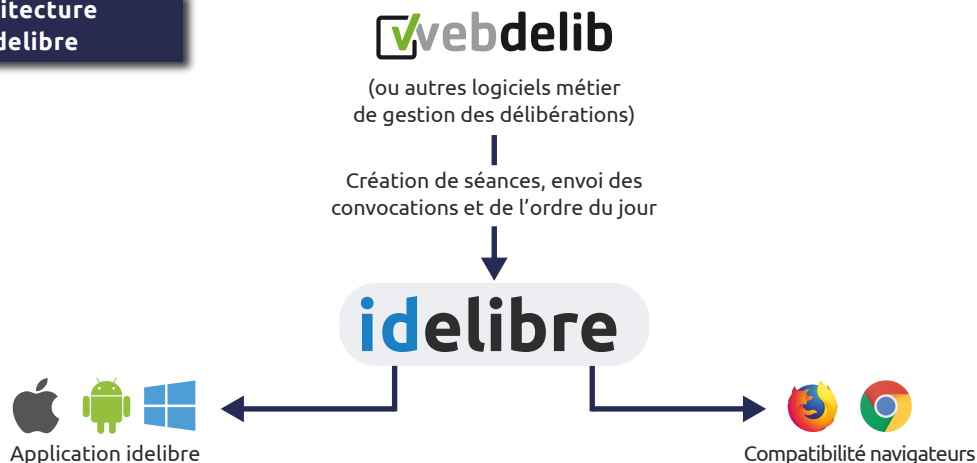 itecture
delibre
webdelib
(ou autres logiciels métier
de gestion des délibérations)
Création de séances, envoi des
convocations et de l’ordre du jour
idelibre
Application idelibre
Compatibilité navigateurs